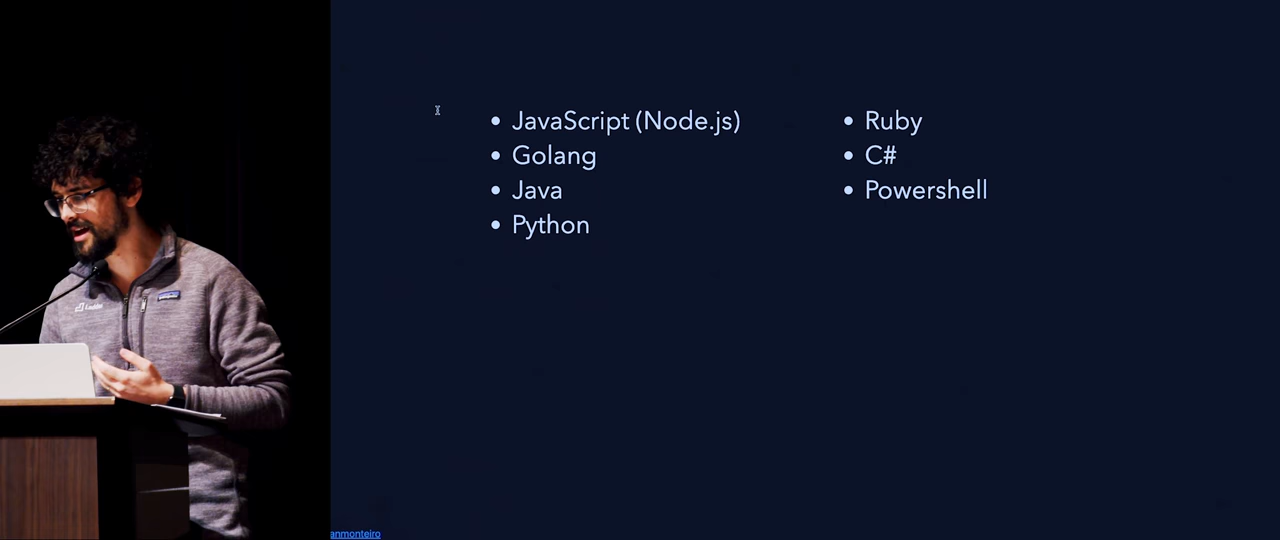 JavaScript (Node.js)
Golang
Java
Python
Ruby
C#
Powershell
anmonteiro